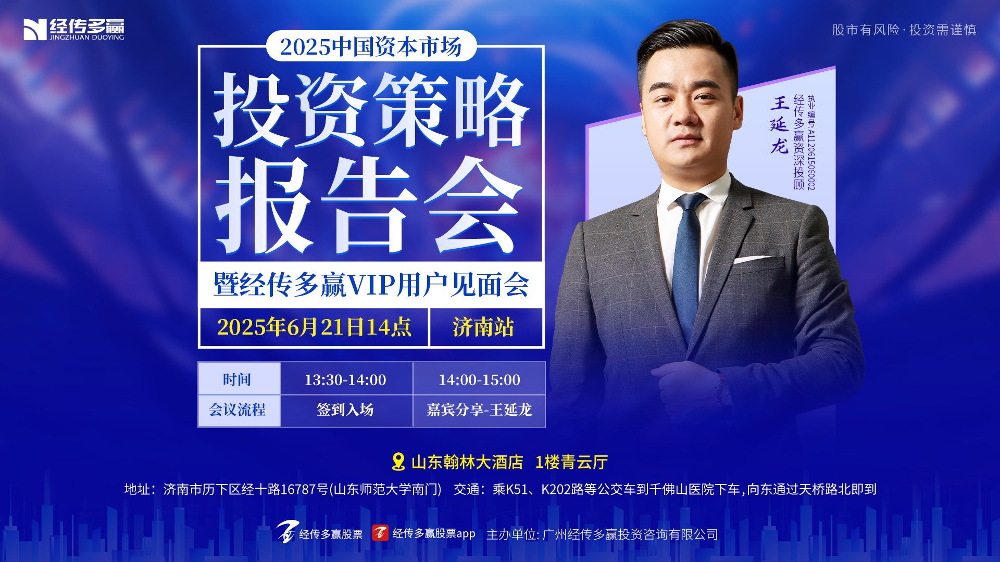 经传多赢
JINGZHUAN DUOYING
股市有风险·投资需谨慎
2025中国资本市场
投资策略
报告会
暨经传多赢VIP用户见面会
2025年6月21日14点
济南站
王延龙
经传多赢资深投顾
执业编号:A1120615060002
时间
13:30-14:00
14:00-15:00
会议流程
签到入场
嘉宾分享-王延龙
山东翰林大酒店 1楼青云厅
地址：济南市历下区经十路16787号(山东师范大学南门) 交通：乘K51、K202路等公交车到千佛山医院下车,向东通过天桥路北即到
经传多赢股票
经传多赢股票app
主办单位:广州经传多赢投资咨询有限公司